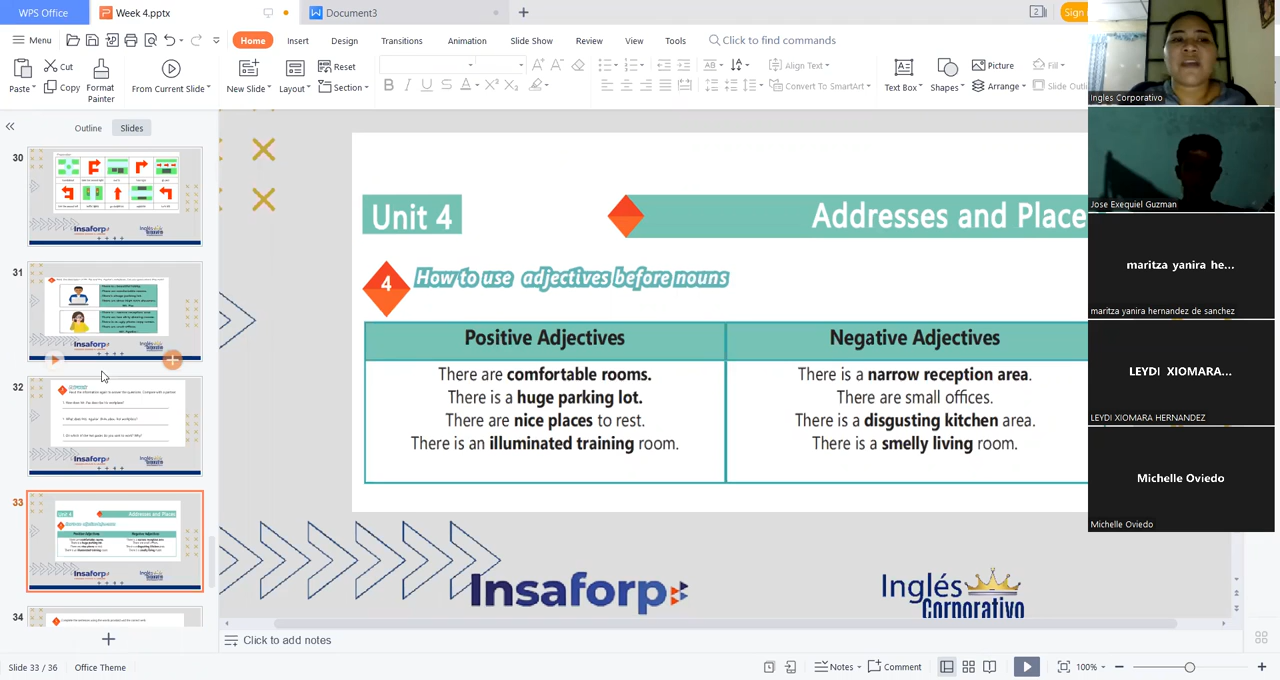 WPS Office
Week 4.pptx
Document3
Sign
Menu
Home
Insert
Design
Transitions
Animation
Slide Show
Review
View
Tools
Click to find commands
Paste
Cut
Copy
Format Painter
From Current Slide
New Slide
Layout
Reset
Section
Align Text
Convert To SmartArt
Text Box
Shapes
Picture
Arrange
Fill
Slide Outli
Outline
Slides
30
31
32
33
34
Unit 4
Addresses and Place
4
How to use adjectives before nouns
Positive Adjectives
Negative Adjectives
There are comfortable rooms.
There is a huge parking lot.
There are nice places to rest.
There is an illuminated training room.
There is a narrow reception area.
There are small offices.
There is a disgusting kitchen area.
There is a smelly living room.
Insaforp
Inglés
Corporativo
Click to add notes
Slide 33 / 36
Office Theme
Notes
Comment
100%
Ingles Corporativo
Jose Exequiel Guzman
maritza yanira he...
maritza yanira hernandez de sanchez
LEYDI XIOMARA...
LEYDI XIOMARA HERNANDEZ
Michelle Oviedo
Michelle Oviedo